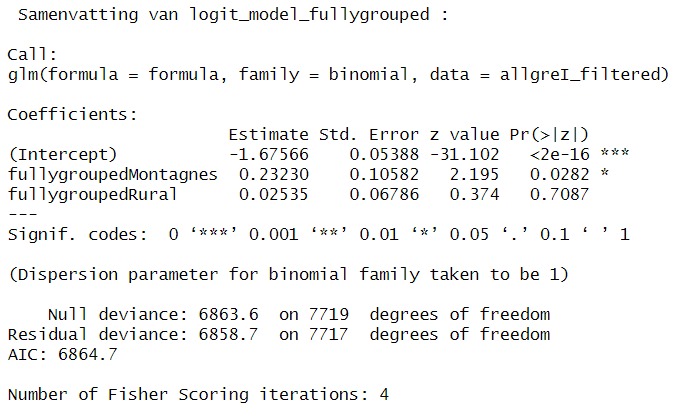 Samenvatting van logit_model_fullygrouped :
Call:
glm(formula = formula, family = binomial, data = allgreI_filtered)
Coefficients:
Estimate Std. Error z value Pr(>|z|)
(Intercept) -1.67566 0.05388 -31.102 <2e-16 ***
fullygroupedMontagnes 0.23230 0.10582 2.195 0.0282 *
fullygroupedRural 0.02535 0.06786 0.374 0.7087
---
Signif. codes: 0 ‘***’ 0.001 ‘**’ 0.01 ‘*’ 0.05 ‘.’ 0.1 ‘ ’ 1
(Dispersion parameter for binomial family taken to be 1)
Null deviance: 6863.6 on 7719 degrees of freedom
Residual deviance: 6858.7 on 7717 degrees of freedom
AIC: 6864.7
Number of Fisher Scoring iterations: 4